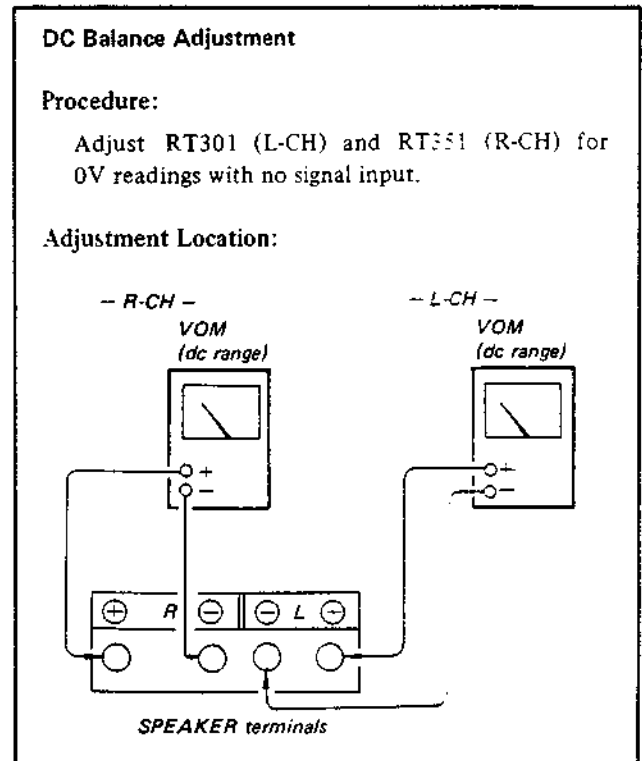 DC Balance Adjustment
Procedure:
Adjust RT301 (L-CH) and RT351 (R-CH) for
0V readings with no signal input.
Adjustment Location:
– R-CH –
VOM
(dc range)
– L-CH –
VOM
(dc range)
+
–
+
–
+ R – – L
SPEAKER terminals